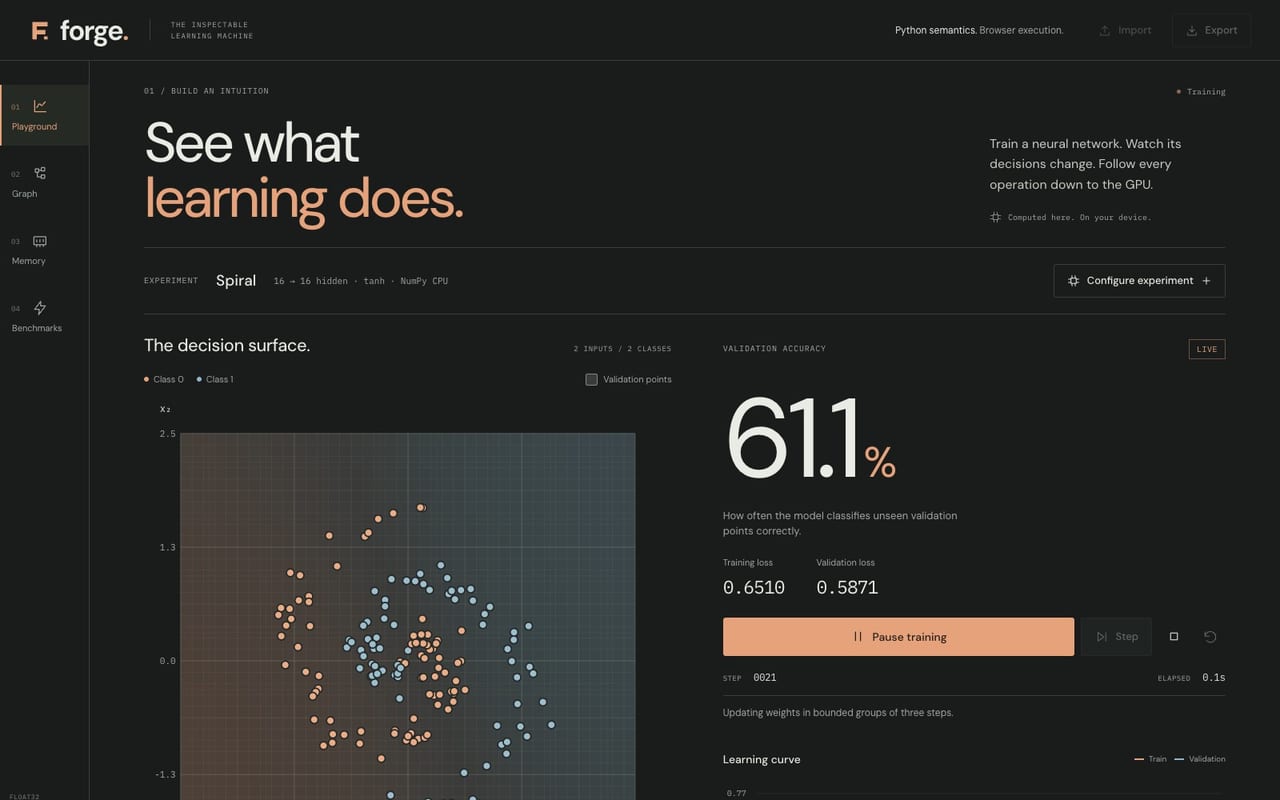 F. forge.
THE INSPECTABLE
LEARNING MACHINE
Python semantics. Browser execution.
Import
Export
01
Playground
02
Graph
03
Memory
04
Benchmarks
FLOAT32
01 / BUILD AN INTUITION
Training
See what
learning does.
Train a neural network. Watch its
decisions change. Follow every
operation down to the GPU.
Computed here. On your device.
EXPERIMENT Spiral 16 → 16 hidden · tanh · NumPy CPU
Configure experiment +
The decision surface.
2 INPUTS / 2 CLASSES
Class 0 Class 1
Validation points
X₂
2.5
1.3
0.0
-1.3
VALIDATION ACCURACY
LIVE
61.1%
How often the model classifies unseen validation
points correctly.
Training loss Validation loss
0.6510 0.5871
Pause training
Step
STEP 0021
ELAPSED 0.1s
Updating weights in bounded groups of three steps.
Learning curve
Train Validation
0.77